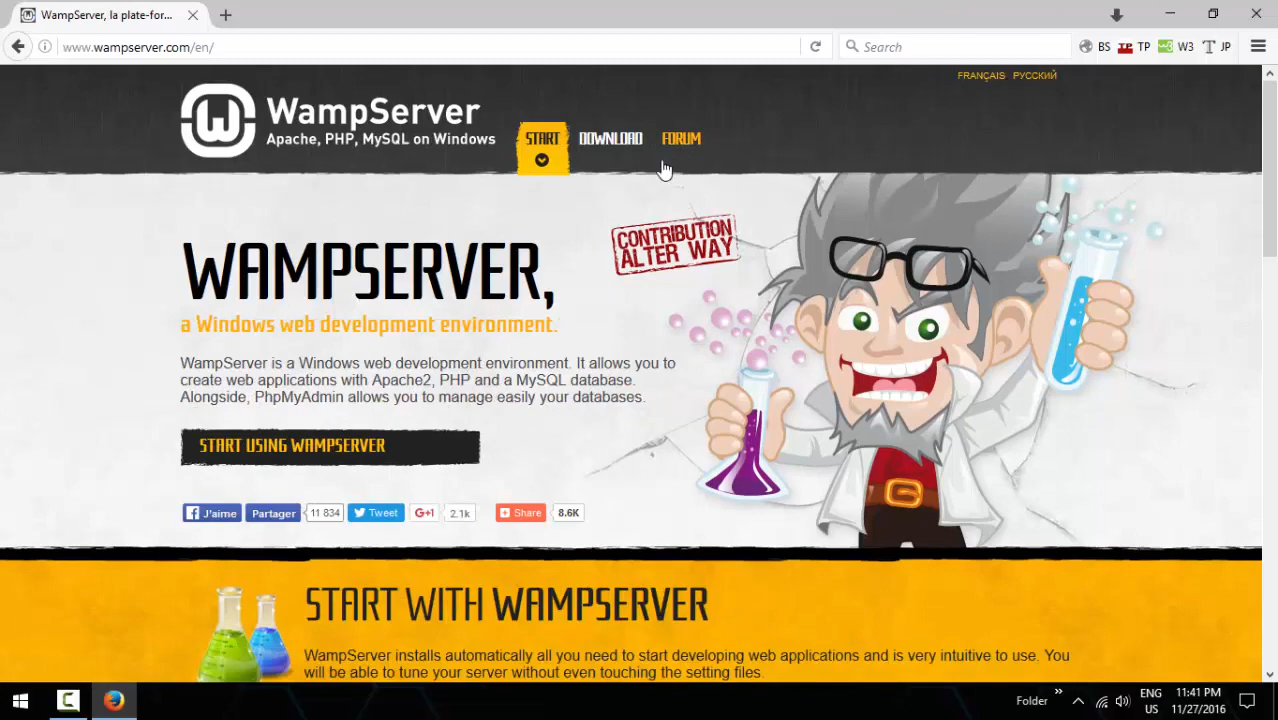 WampServer, la plate-for...
www.wampserver.com/en/
Search
BS
TP
W3
JP
FRANÇAIS РУССКИЙ
WampServer
Apache, PHP, MySQL on Windows
START
DOWNLOAD
FORUM
CONTRIBUTION
ALTER WAY
WAMPSERVER,
a Windows web development environment.
WampServer is a Windows web development environment. It allows you to
create web applications with Apache2, PHP and a MySQL database.
Alongside, PhpMyAdmin allows you to manage easily your databases.
START USING WAMPSERVER
J'aime
Partager
11 834
Tweet
G+1
2.1k
Share
8.6K
START WITH WAMPSERVER
WampServer installs automatically all you need to start developing web applications and is very intuitive to use. You
will be able to tune your server without even touching the setting files.
Folder
ENG
US
11:41 PM
11/27/2016